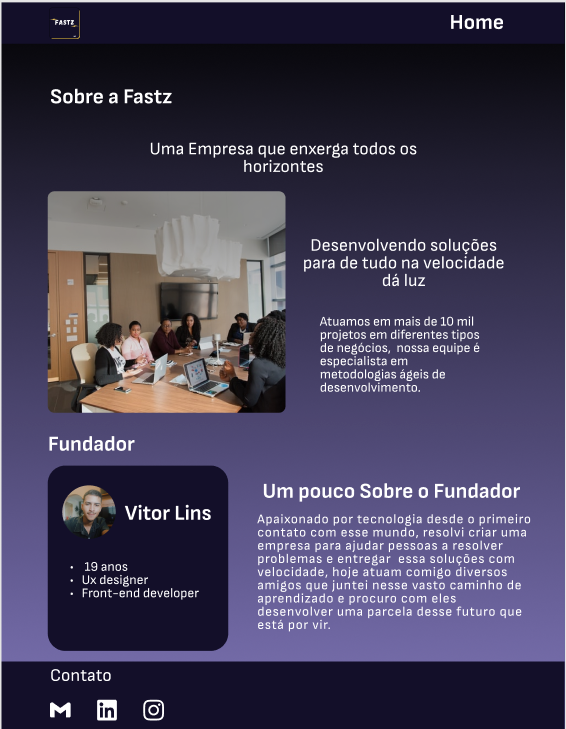 FASTZ
Home
Sobre a Fastz
Uma Empresa que enxerga todos os
horizontes
Desenvolvendo soluções
para de tudo na velocidade
dá luz
Atuamos em mais de 10 mil
projetos em diferentes tipos
de negócios,  nossa equipe é
especialista em
metodologias ágeis de
desenvolvimento.
Fundador
Vitor Lins
• 19 anos
• Ux designer
• Front-end developer
Um pouco Sobre o Fundador
Apaixonado por tecnologia desde o primeiro
contato com esse mundo, resolvi criar uma
empresa para ajudar pessoas a resolver
problemas e entregar  essa soluções com
velocidade, hoje atuam comigo diversos
amigos que juntei nesse vasto caminho de
aprendizado e procuro com eles
desenvolver uma parcela desse futuro que
está por vir.
Contato